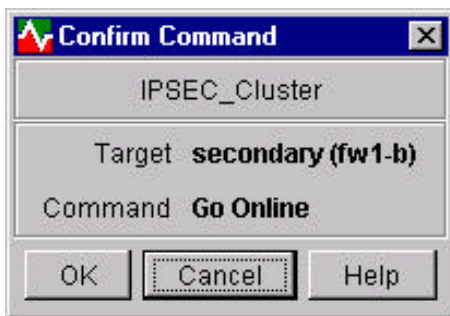 Confirm Command
IPSEC_Cluster
Target secondary (fw1-b)
Command Go Online
OK Cancel Help